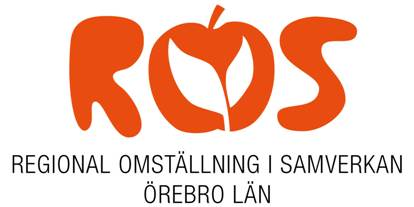 ROS
REGIONAL OMSTÄLLNING I SAMVERKAN
ÖREBRO LÄN